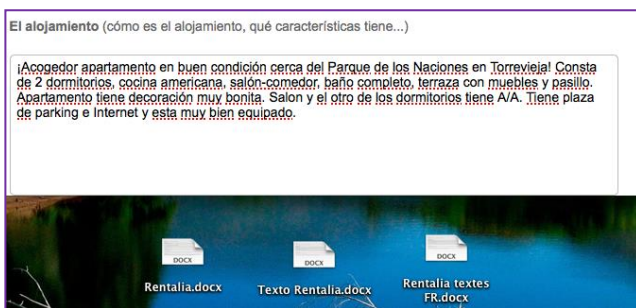 El alojamiento (cómo es el alojamiento, qué características tiene...)
¡Acogedor apartamento en buen condición cerca del Parque de los Naciones en Torrevieja! Consta
de 2 dormitorios, cocina americana, salón-comedor, baño completo, terraza con muebles y pasillo.
Apartamento tiene decoración muy bonita. Salon y el otro de los dormitorios tiene A/A. Tiene plaza
de parking e Internet y esta muy bien equipado.
DOCX DOCX DOCX
Rentalia.docx Texto Rentalia.docx Rentalia textes
FR.docx